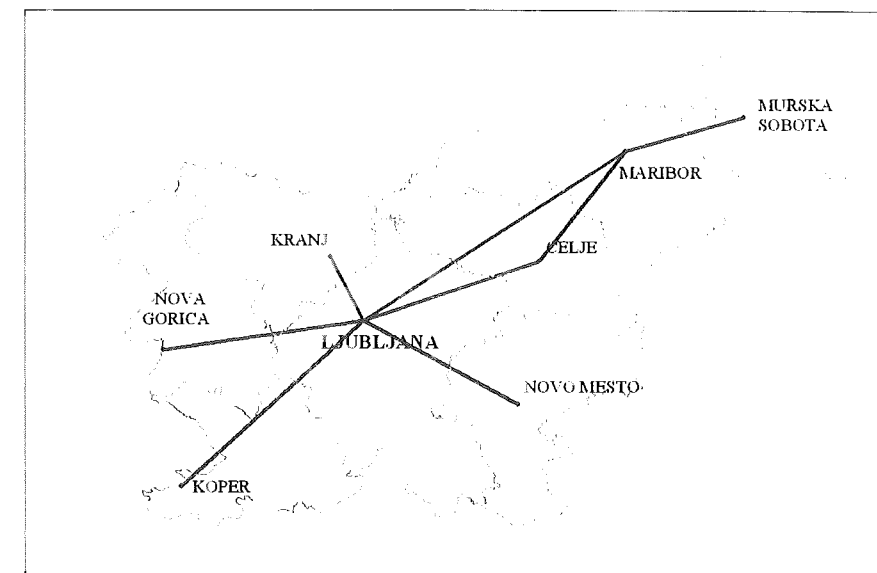 MURSKA
SOBOTA
MARIBOR
KRANJ
CELJE
NOVA
GORICA
LJUBLJANA
NOVO MESTO
KOPER